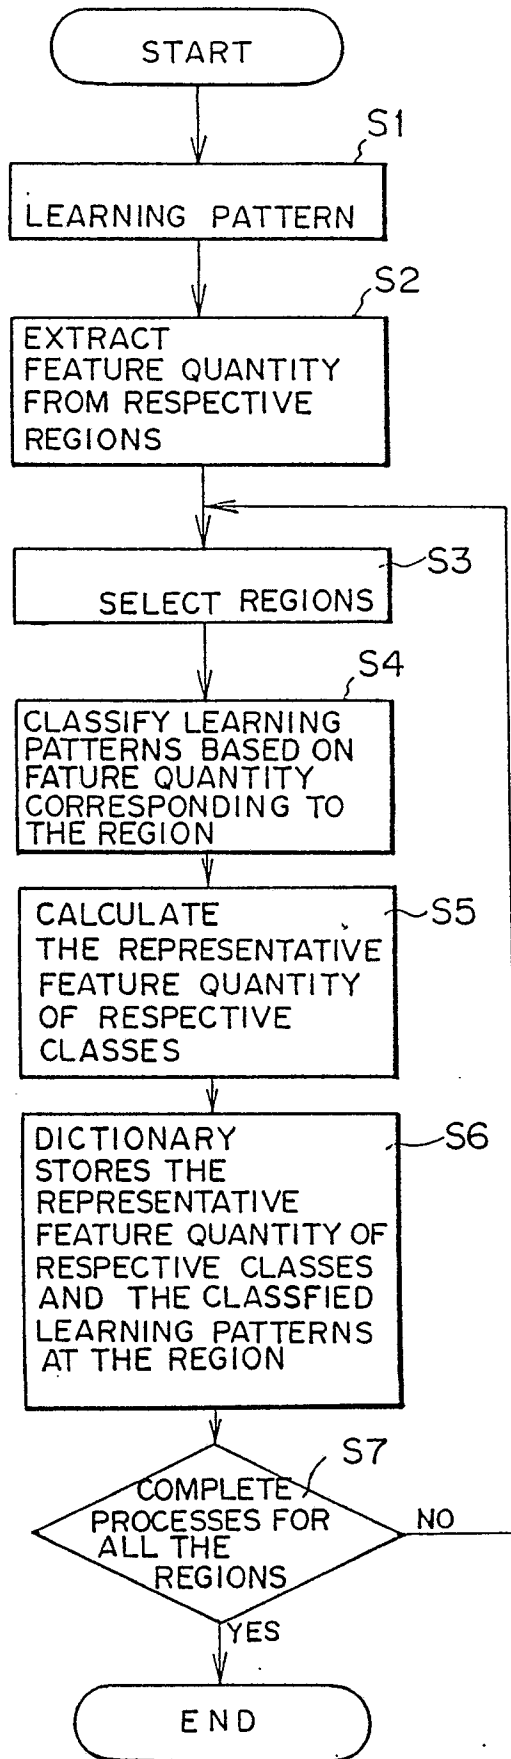 START
S1
LEARNING PATTERN
S2
EXTRACT
FEATURE QUANTITY
FROM RESPECTIVE
REGIONS
S3
SELECT REGIONS
S4
CLASSIFY LEARNING
PATTERNS BASED ON
FATURE QUANTITY
CORRESPONDING TO
THE REGION
S5
CALCULATE
THE REPRESENTATIVE
FEATURE QUANTITY
OF RESPECTIVE
CLASSES
S6
DICTIONARY
STORES THE
REPRESENTATIVE
FEATURE QUANTITY OF
RESPECTIVE CLASSES
AND THE CLASSFIED
LEARNING PATTERNS
AT THE REGION
S7
COMPLETE
PROCESSES FOR
ALL THE
REGIONS
NO
YES
END